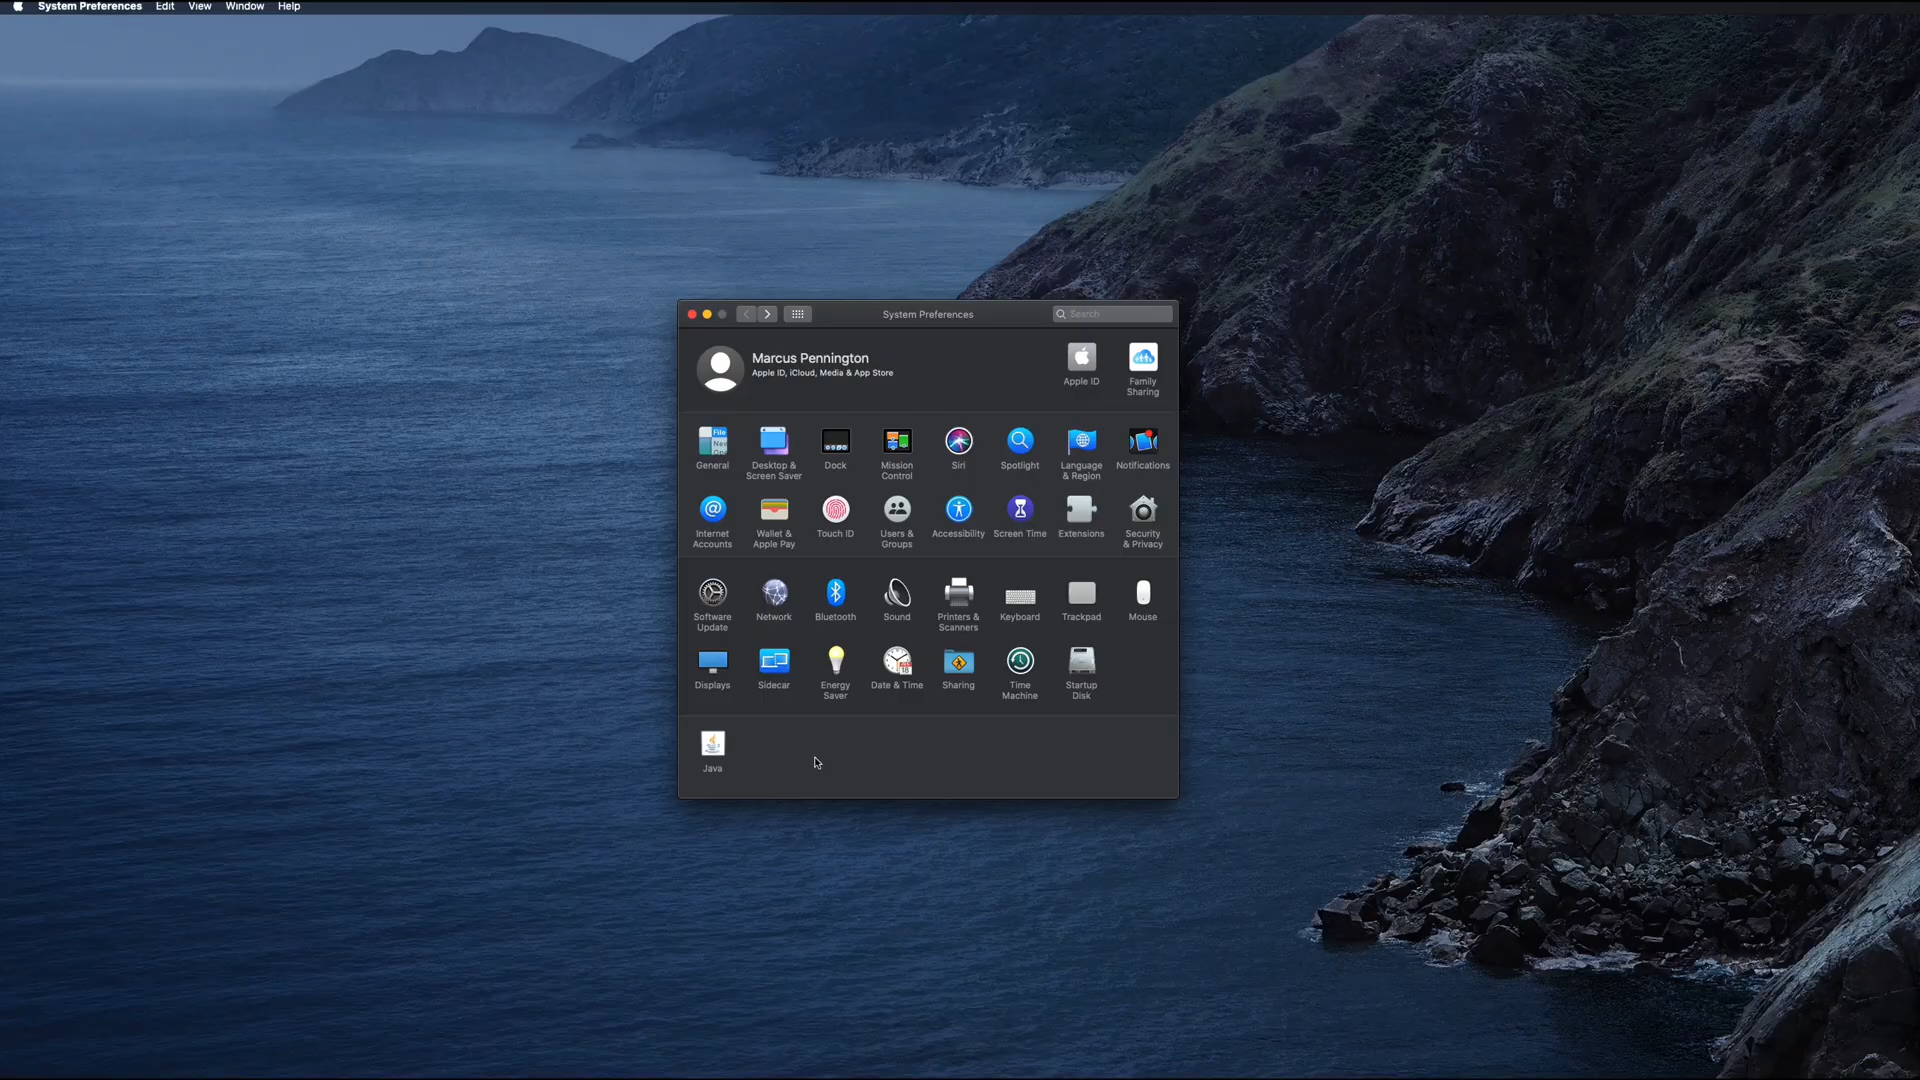 System Preferences Edit View Window Help
System Preferences
Search
Marcus Pennington
Apple ID, iCloud, Media & App Store
Apple ID
Family
Sharing
General
Desktop &
Screen Saver
Dock
Mission
Control
Siri
Spotlight
Language
& Region
Notifications
Internet
Accounts
Wallet &
Apple Pay
Touch ID
Users &
Groups
Accessibility
Screen Time
Extensions
Security
& Privacy
Software
Update
Network
Bluetooth
Sound
Printers &
Scanners
Keyboard
Trackpad
Mouse
Displays
Sidecar
Energy
Saver
Date & Time
Sharing
Time
Machine
Startup
Disk
Java